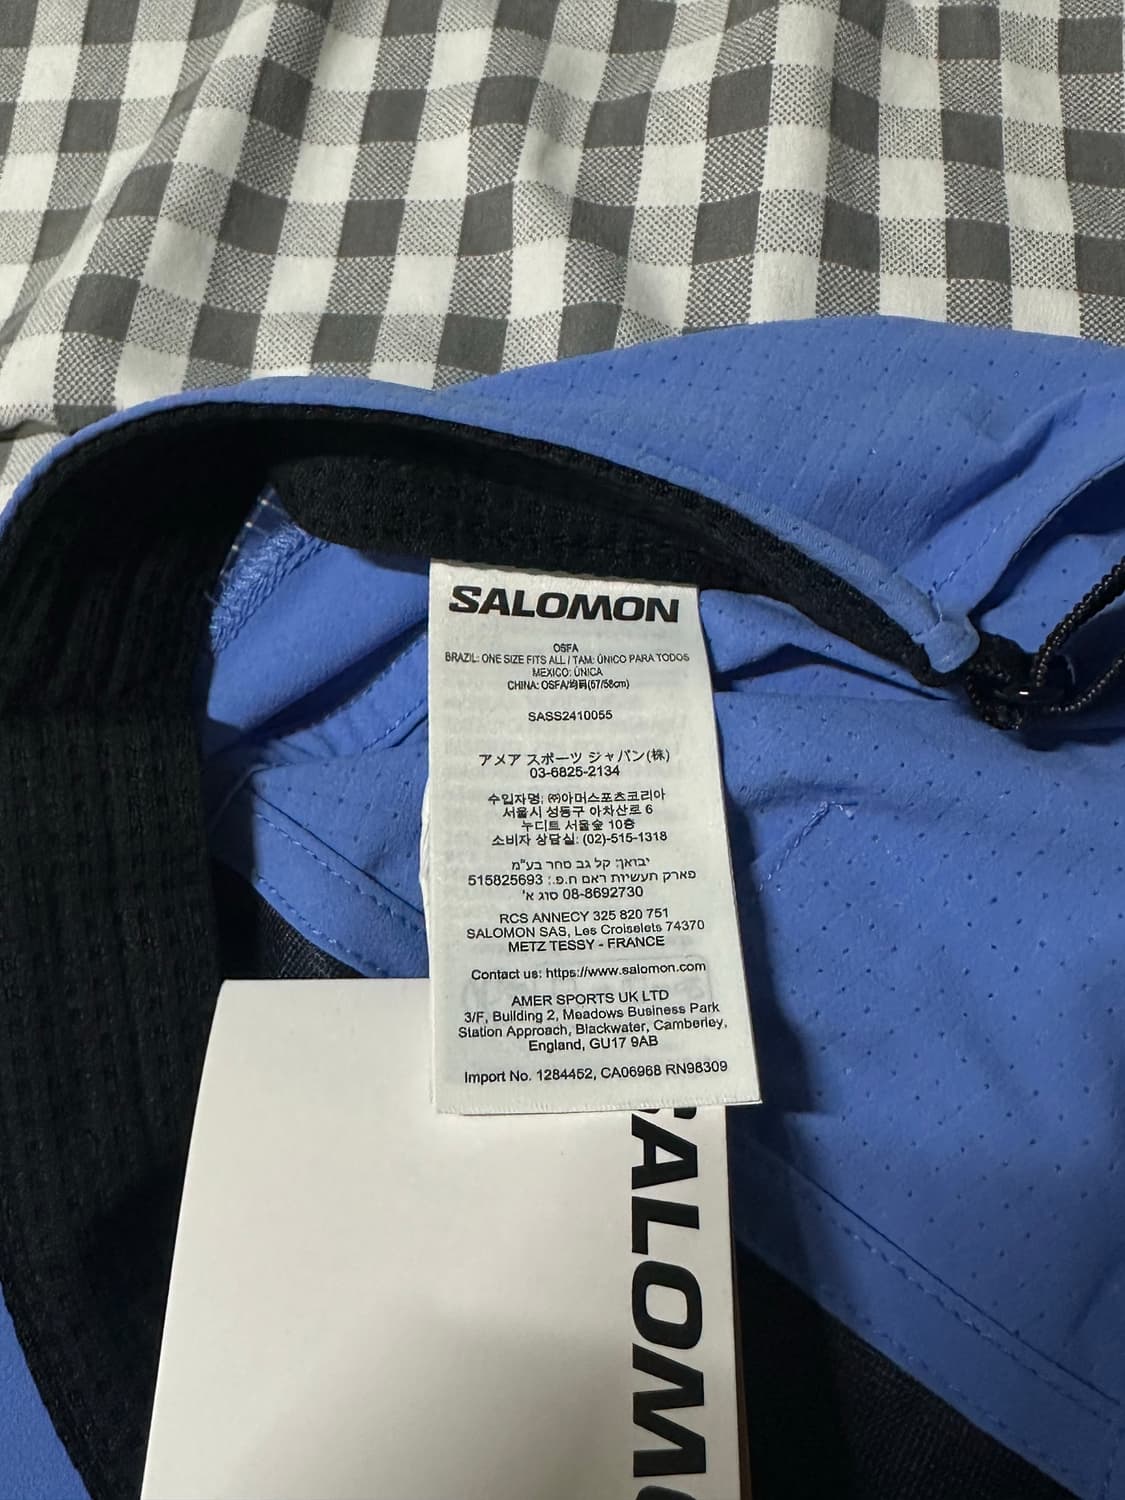 SALOMON
OSFA
BRAZIL: ONE SIZE FITS ALL / TAM: ÚNICO PARA TODOS
MEXICO: ÚNICA
CHINA: OSFA/均码(57/58cm)
SASS2410055
アメア スポーツ ジャパン(株)
03-6825-2134
수입자명: ㈜아머스포츠코리아
서울시 성동구 아차산로 6
누디트 서울숲 10층
소비자 상담실: (02)-515-1318
יבואן: קל גב סחר בע"מ
פארק תעשיות ראם ח.פ.: 515825693
08-8692730 סוג א'
RCS ANNECY 325 820 751
SALOMON SAS, Les Croiselets 74370
METZ TESSY - FRANCE
Contact us: https://www.salomon.com
AMER SPORTS UK LTD
3/F, Building 2, Meadows Business Park
Station Approach, Blackwater, Camberley,
England, GU17 9AB
Import No. 1284452, CA06968 RN98309
SALOMON